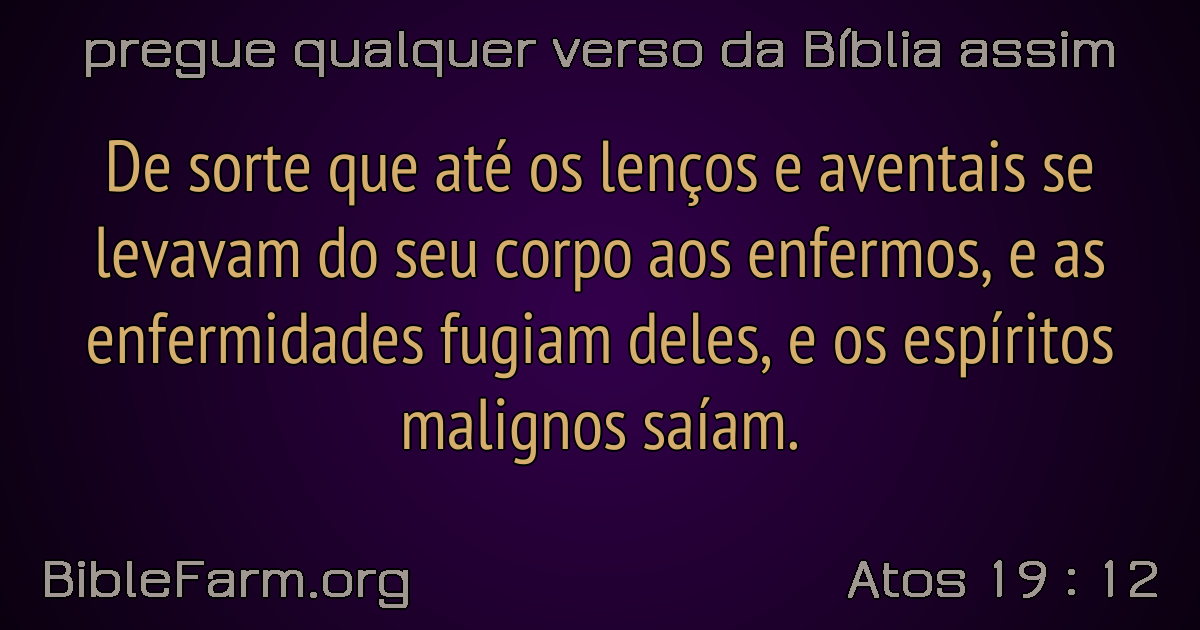 pregue qualquer verso da Bíblia assim
De sorte que até os lenços e aventais se
levavam do seu corpo aos enfermos, e as
enfermidades fugiam deles, e os espíritos
malignos saíam.
BibleFarm.org
Atos 19 : 12